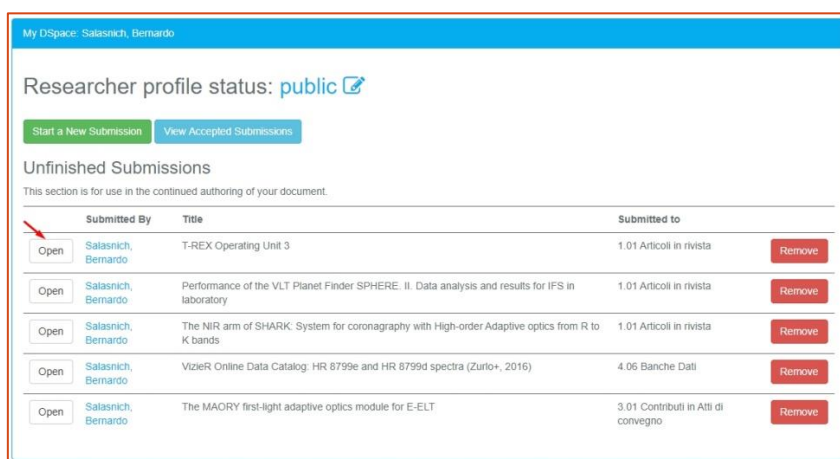 My DSpace: Salasnich, Bernardo
Researcher profile status: public
Start a New Submission View Accepted Submissions
Unfinished Submissions
This section is for use in the continued authoring of your document.
Submitted By Title Submitted to
Open Salasnich, T-REX Operating Unit 3 1.01 Articoli in rivista Remove
Bernardo
Open Salasnich, Performance of the VLT Planet Finder SPHERE. II. Data analysis and results for IFS in 1.01 Articoli in rivista Remove
Bernardo laboratory
Open Salasnich, The NIR arm of SHARK: System for coronagraphy with High-order Adaptive optics from R to 1.01 Articoli in rivista Remove
Bernardo K bands
Open Salasnich, VizieR Online Data Catalog: HR 8799e and HR 8799d spectra (Zurlo+, 2016) 4.06 Banche Dati Remove
Bernardo
Open Salasnich, The MAORY first-light adaptive optics module for E-ELT 3.01 Contributi in Atti di Remove
Bernardo convegno